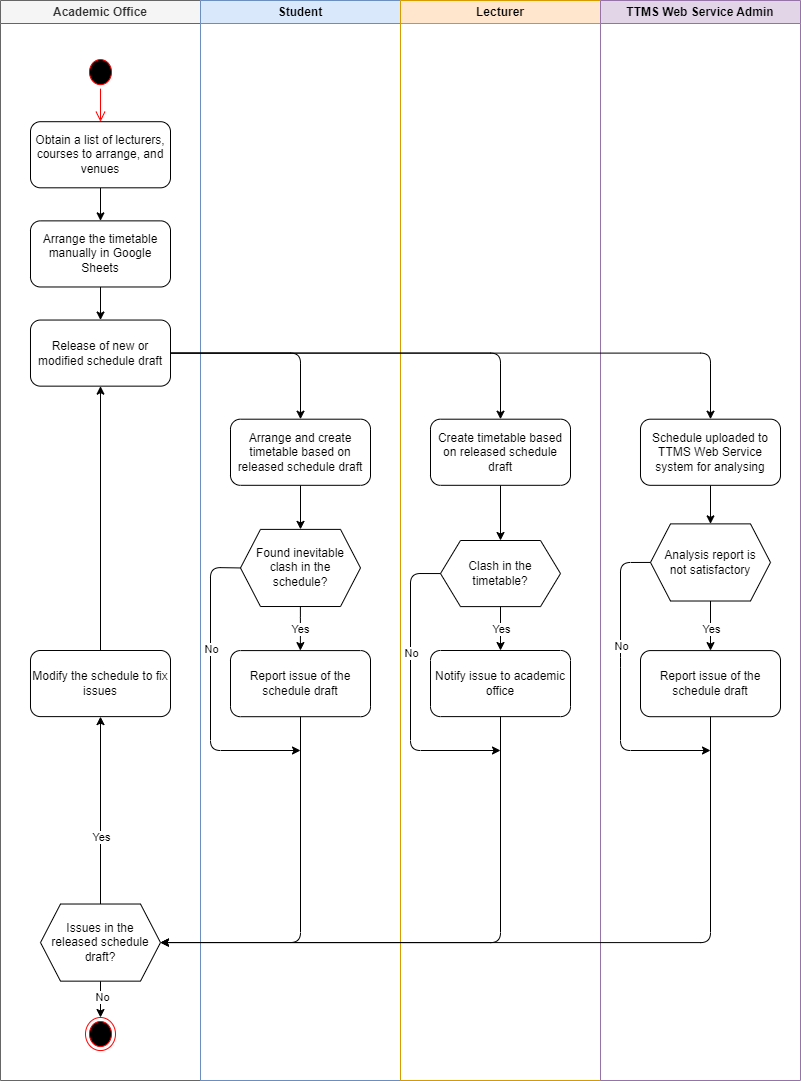 Academic Office
Student
Lecturer
TTMS Web Service Admin
Obtain a list of lecturers,
courses to arrange, and
venues
Arrange the timetable
manually in Google
Sheets
Release of new or
modified schedule draft
Arrange and create
timetable based on
released schedule draft
Create timetable based
on released schedule
draft
Schedule uploaded to
TTMS Web Service
system for analysing
Found inevitable
clash in the
schedule?
Clash in the
timetable?
Analysis report is
not satisfactory
Yes
Yes
Yes
No
No
No
Modify the schedule to fix
issues
Report issue of the
schedule draft
Notify issue to academic
office
Report issue of the
schedule draft
Yes
Issues in the
released schedule
draft?
No